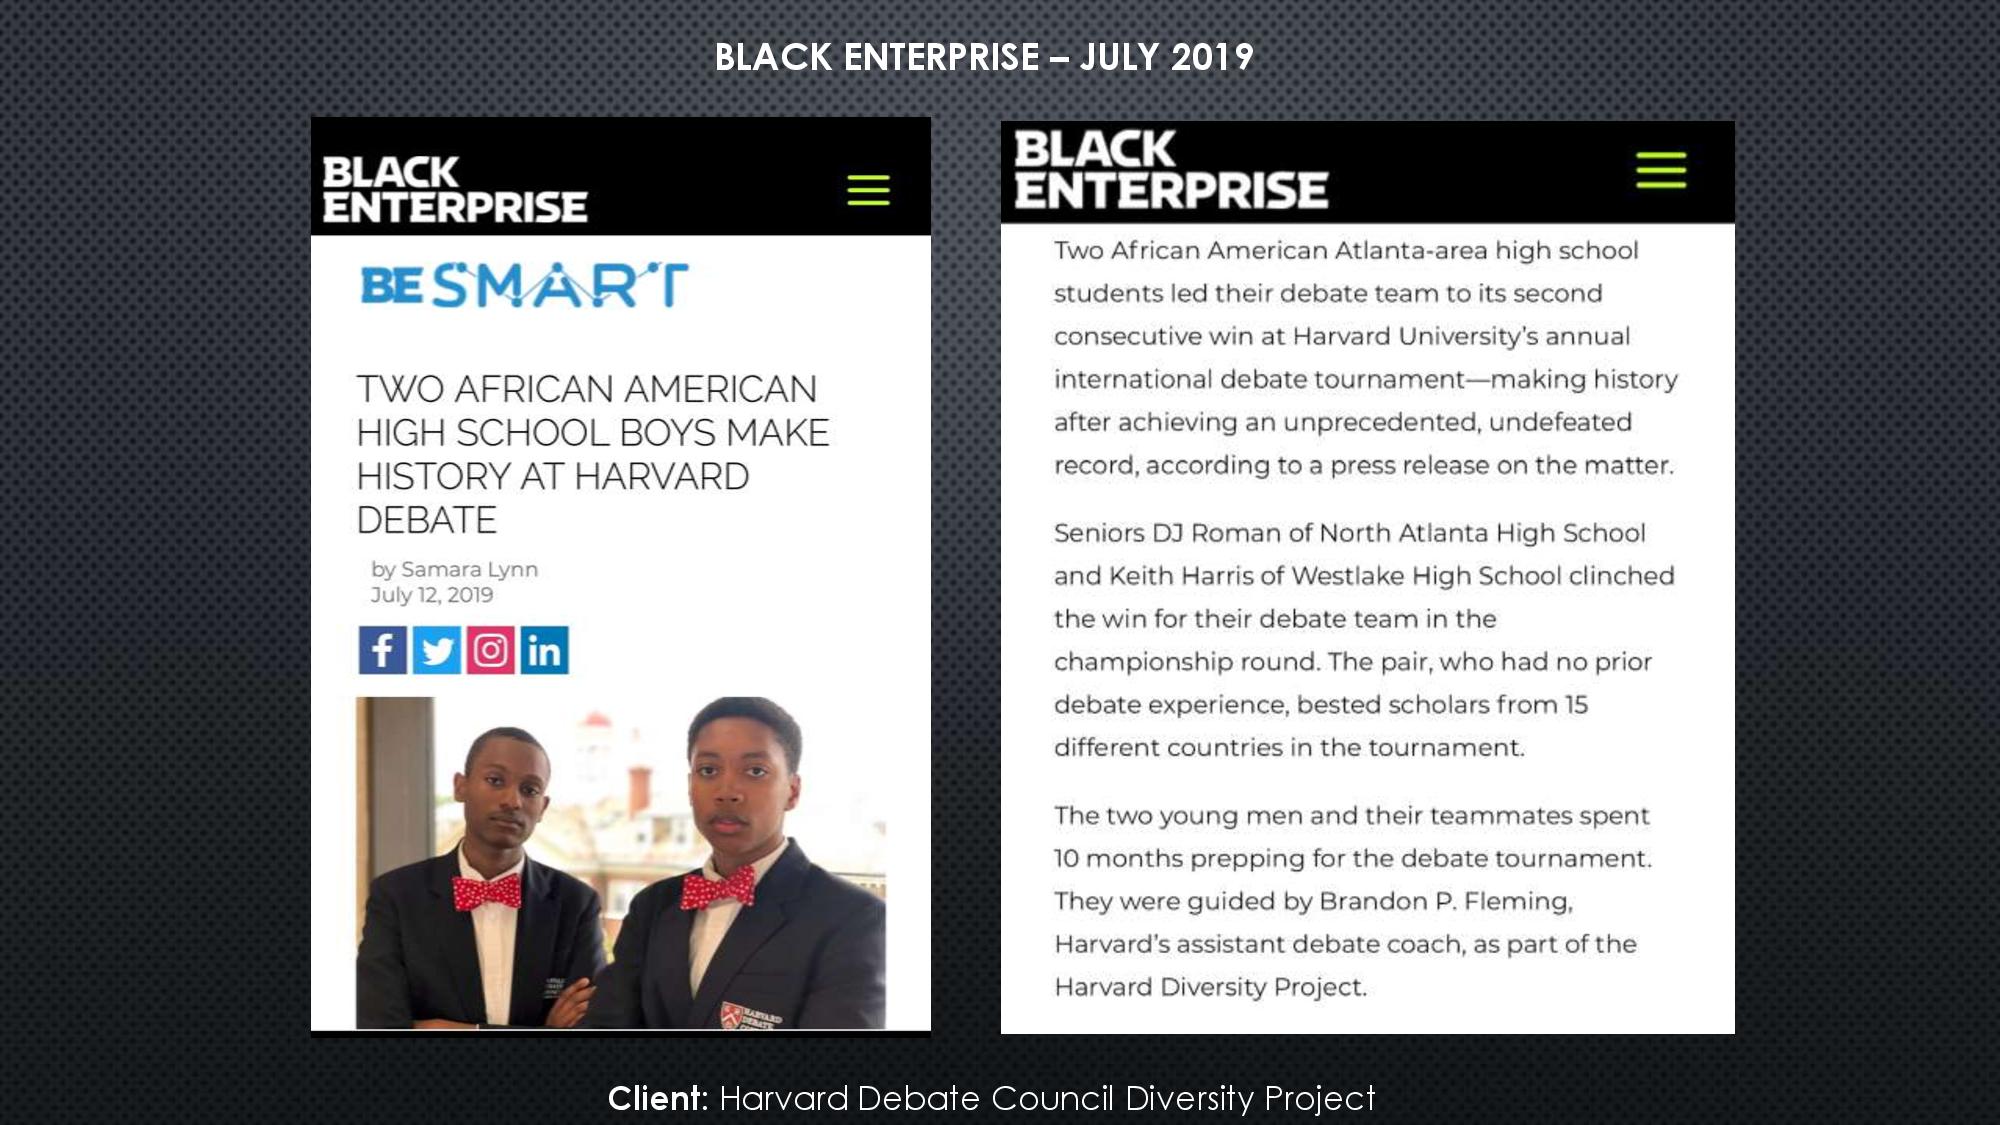 BLACK ENTERPRISE – JULY 2019
BLACK
ENTERPRISE
BE SMART
TWO AFRICAN AMERICAN
HIGH SCHOOL BOYS MAKE
HISTORY AT HARVARD
DEBATE
by Samara Lynn
July 12, 2019
f
in
HARVARD
DEBATE
BLACK
ENTERPRISE
Two African American Atlanta-area high school
students led their debate team to its second
consecutive win at Harvard University's annual
international debate tournament—making history
after achieving an unprecedented, undefeated
record, according to a press release on the matter.
Seniors DJ Roman of North Atlanta High School
and Keith Harris of Westlake High School clinched
the win for their debate team in the
championship round. The pair, who had no prior
debate experience, bested scholars from 15
different countries in the tournament.
The two young men and their teammates spent
10 months prepping for the debate tournament.
They were guided by Brandon P. Fleming,
Harvard's assistant debate coach, as part of the
Harvard Diversity Project.
Client: Harvard Debate Council Diversity Project